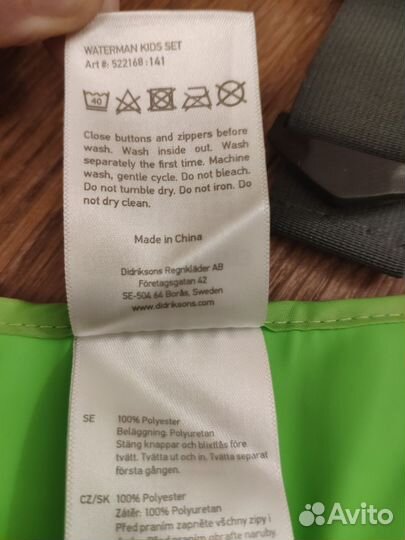 WATERMAN KIDS SET
Art #: 522168 :141
40
Close buttons and zippers before
wash. Wash inside out. Wash
separately the first time. Machine
wash, gentle cycle. Do not bleach.
Do not tumble dry. Do not iron. Do
not dry clean.
Made in China
Didriksons Regnkläder AB
Företagsgatan 42
SE-504 64 Borås, Sweden
www.didriksons.com
SE 100% Polyester
Beläggning. Polyuretan
Stäng knappar och blixtlås före
tvätt. Tvätta ut och in. Tvätta separat
första gången.
CZ/SK 100% Polyester
Zátěr: 100% Polyuretan
Před praním zapněte všchny zipy i
obraťte naruby.
Avito